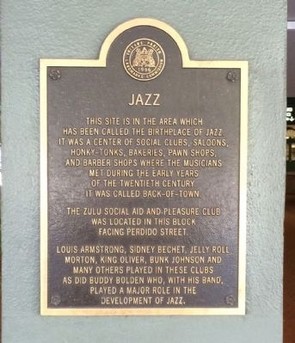 JAZZ
THIS SITE IS IN THE AREA WHICH
HAS BEEN CALLED THE BIRTHPLACE OF JAZZ.
IT WAS A CENTER OF SOCIAL CLUBS, SALOONS,
HONKY-TONKS, BAKERIES, PAWN SHOPS,
AND BARBER SHOPS WHERE THE MUSICIANS
MET DURING THE EARLY YEARS
OF THE TWENTIETH CENTURY.
IT WAS CALLED BACK-OF-TOWN.
THE ZULU SOCIAL AID AND PLEASURE CLUB
WAS LOCATED IN THIS BLOCK
FACING PERDIDO STREET.
LOUIS ARMSTRONG, SIDNEY BECHET, JELLY ROLL
MORTON, KING OLIVER, BUNK JOHNSON AND
MANY OTHERS PLAYED IN THESE CLUBS
AS DID BUDDY BOLDEN WHO, WITH HIS BAND,
PLAYED A MAJOR ROLE IN THE
DEVELOPMENT OF JAZZ.